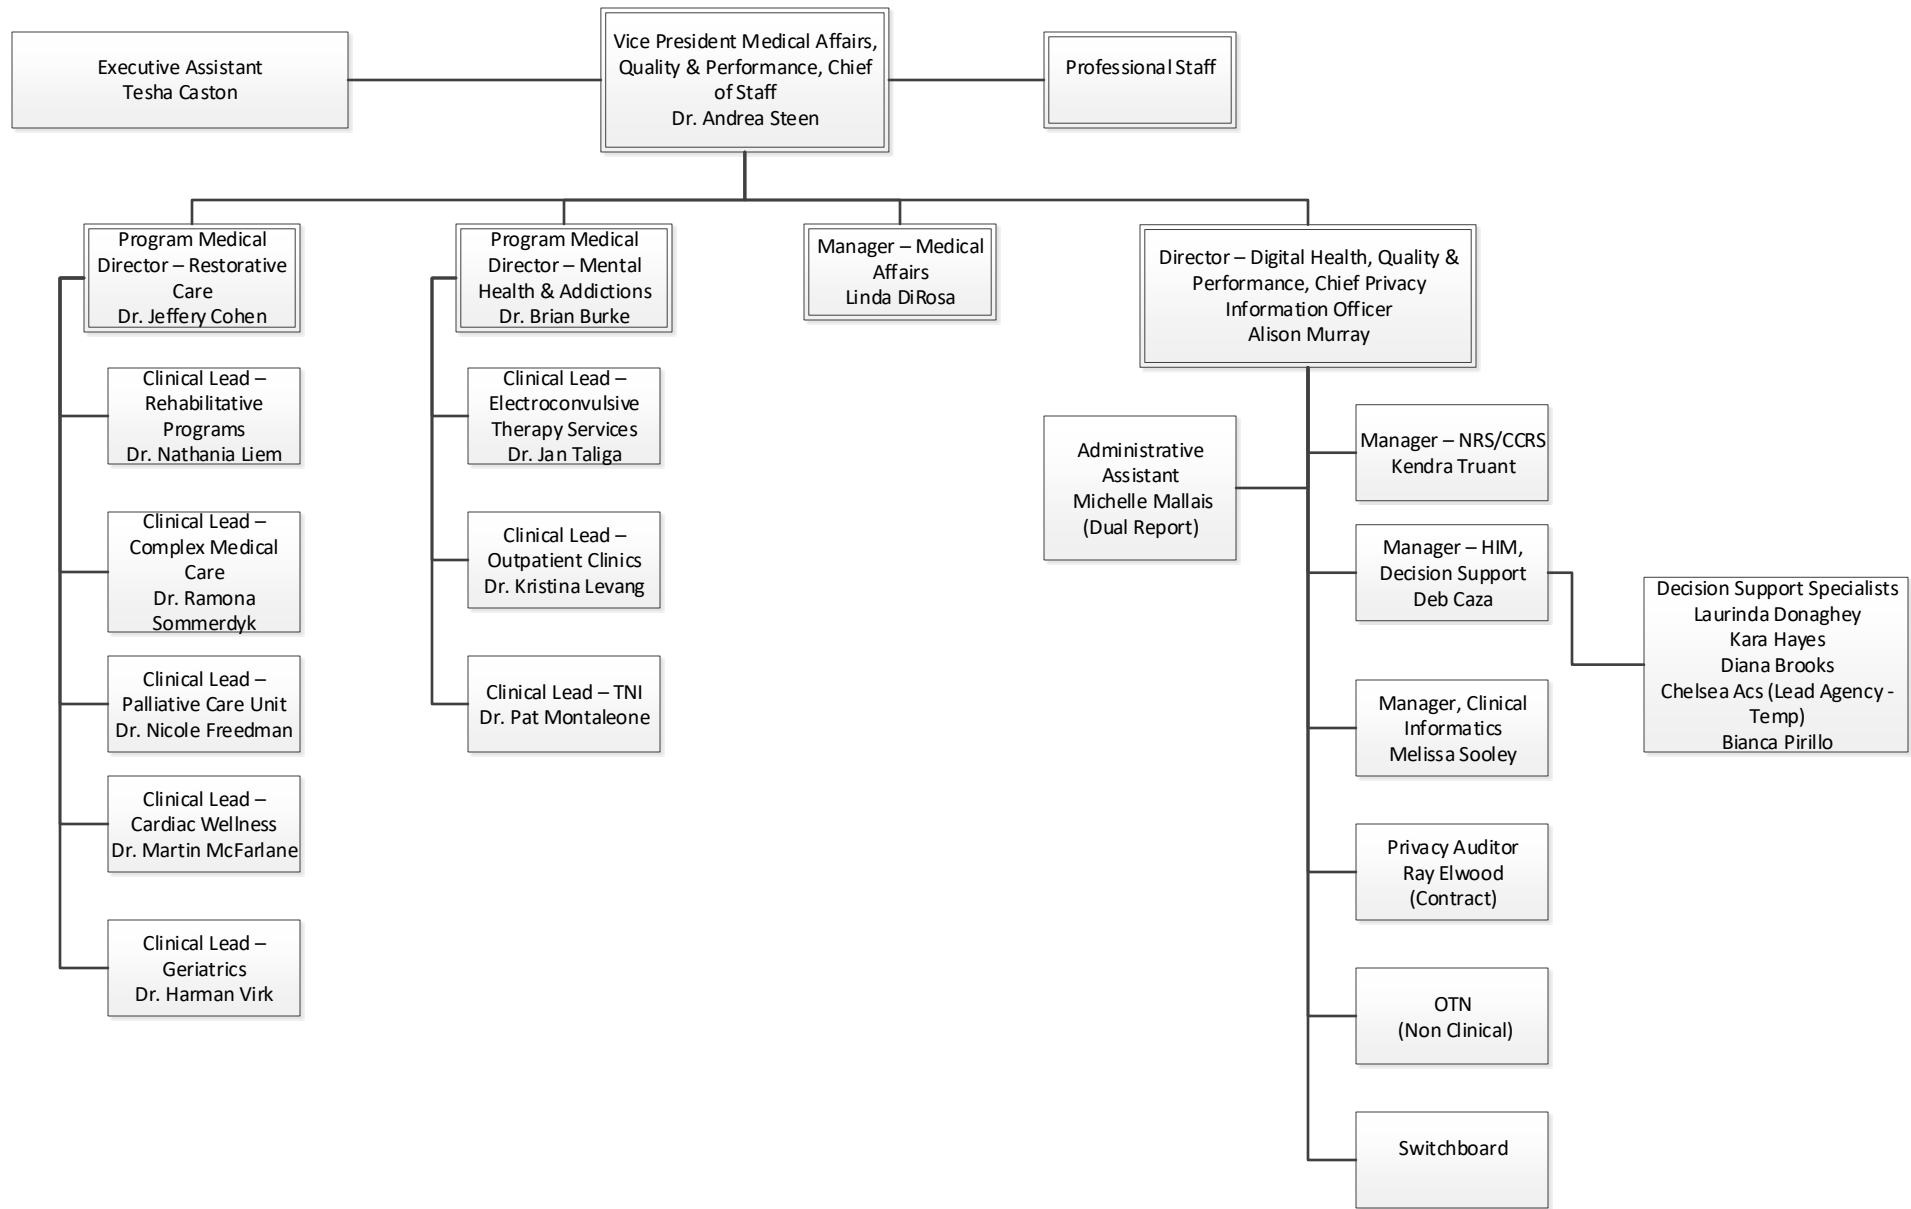 Executive Assistant
Tesha Caston
Vice President Medical Affairs,
Quality & Performance, Chief
of Staff
Dr. Andrea Steen
Professional Staff
Program Medical
Director – Restorative
Care
Dr. Jeffery Cohen
Program Medical
Director – Mental
Health & Addictions
Dr. Brian Burke
Manager – Medical
Affairs
Linda DiRosa
Director – Digital Health, Quality &
Performance, Chief Privacy
Information Officer
Alison Murray
Clinical Lead –
Rehabilitative
Programs
Dr. Nathania Liem
Clinical Lead –
Complex Medical
Care
Dr. Ramona
Sommerdyk
Clinical Lead –
Palliative Care Unit
Dr. Nicole Freedman
Clinical Lead –
Cardiac Wellness
Dr. Martin McFarlane
Clinical Lead –
Geriatrics
Dr. Harman Virk
Clinical Lead –
Electroconvulsive
Therapy Services
Dr. Jan Taliga
Clinical Lead –
Outpatient Clinics
Dr. Kristina Levang
Clinical Lead – TNI
Dr. Pat Montaleone
Administrative
Assistant
Michelle Mallais
(Dual Report)
Manager – NRS/CCRS
Kendra Truant
Manager – HIM,
Decision Support
Deb Caza
Decision Support Specialists
Laurinda Donaghey
Kara Hayes
Diana Brooks
Chelsea Acs (Lead Agency -
Temp)
Bianca Pirillo
Manager, Clinical
Informatics
Melissa Sooley
Privacy Auditor
Ray Elwood
(Contract)
OTN
(Non Clinical)
Switchboard